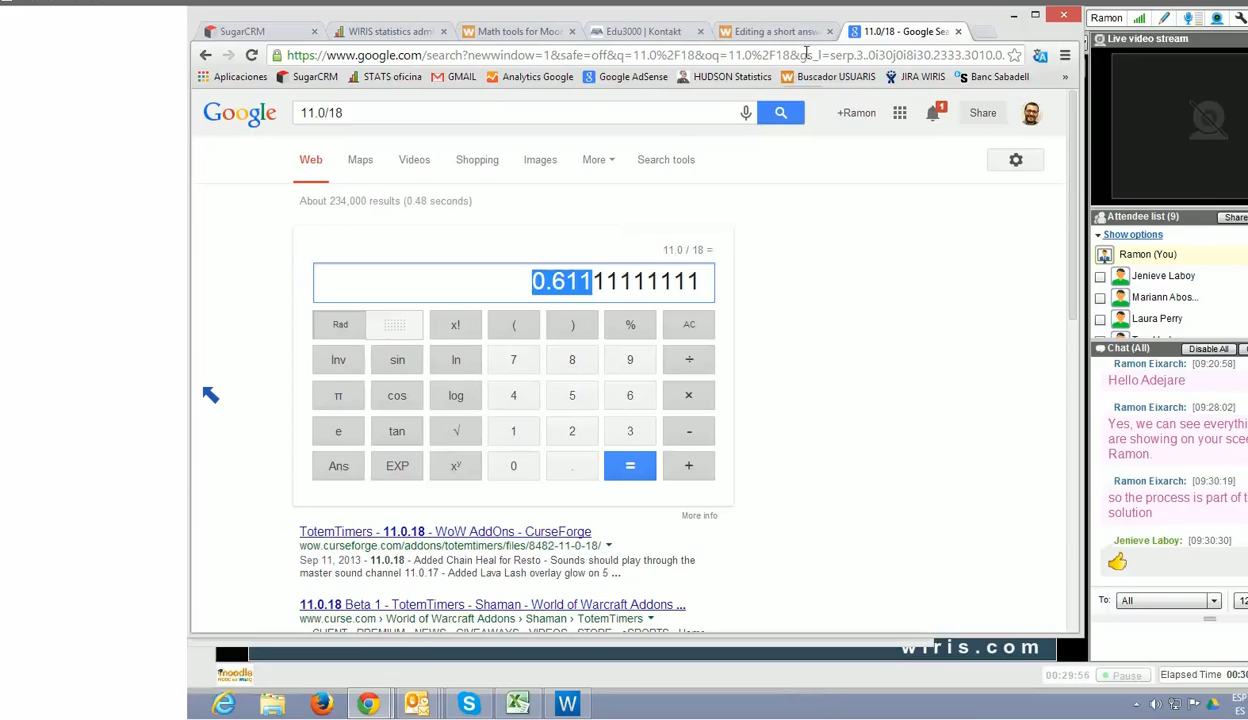 SugarCRM
WIRIS statistics adm
Math tools for Moo
Edu3000 | Kontakt
Editing a short answ
11.0/18 - Google Sea
Ramon
https://www.google.com/search?newwindow=1&safe=off&q=11.0%2F18&oq=11.0%2F18&gs_l=serp.3..0i30j0i8i30.2333.3010.0.
Aplicaciones SugarCRM STATS oficina GMAIL Analytics Google Google AdSense HUDSON Statistics Buscador USUARIS JIRA WIRIS Banc Sabadell »
Live video stream
Google
11.0/18
+Ramon
1
Share
Web Maps Videos Shopping Images More Search tools
About 234,000 results (0.48 seconds)
11.0 / 18 =
0.61111111111
Rad x! ( ) % AC
Inv sin ln 7 8 9 ÷
π cos log 4 5 6 ×
e tan √ 1 2 3 -
Ans EXP xʸ 0 . = +
More info
TotemTimers - 11.0.18 - WoW AddOns - CurseForge
wow.curseforge.com/addons/totemtimers/files/8482-11-0-18/
Sep 11, 2013 - 11.0.18 - Added Chain Heal for Resto - Sounds should play through the
master sound channel 11.0.17 - Added Lava Lash overlay glow on 5 ...
11.0.18 Beta 1 - TotemTimers - Shaman - World of Warcraft Addons ...
www.curse.com › World of Warcraft Addons › Shaman › TotemTimers
Attendee list (9)
Share
Show options
Ramon (You)
Jenieve Laboy
Mariann Abos...
Laura Perry
Chat (All)
Disable All
Ramon Eixarch: [09:20:58]
Hello Adejare
Ramon Eixarch: [09:28:02]
Yes, we can see everythi
are showing on your scee
Ramon.
Ramon Eixarch: [09:30:19]
so the process is part of t
solution
Jenieve Laboy: [09:30:30]
To: All
12
wiris.com
moodle
00:29:56 Pause Elapsed Time 00:3
ESP
ES